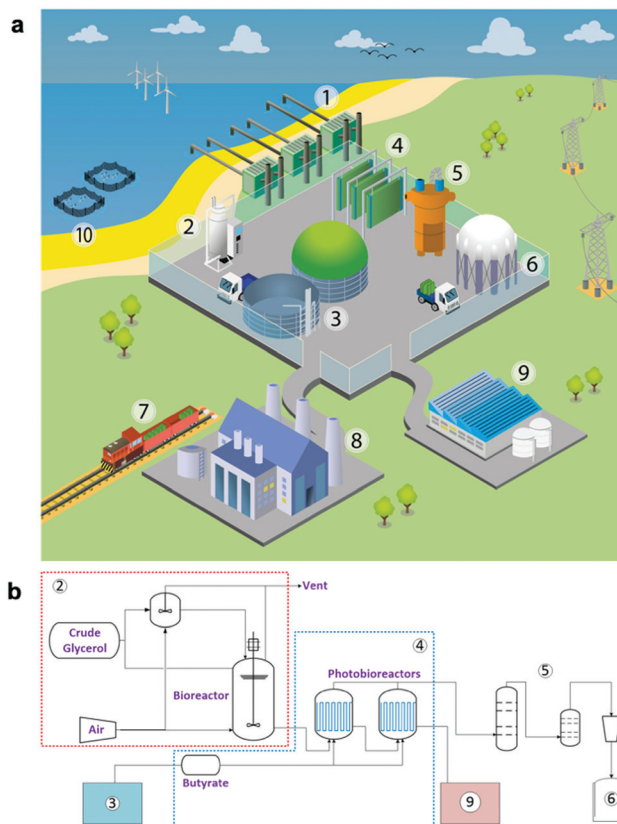 a
1
4
5
2
6
10
3
9
7
8
b
②
Vent
Crude
Glycerol
④
Photobioreactors
⑤
Bioreactor
Air
Butyrate
③
⑨
⑥